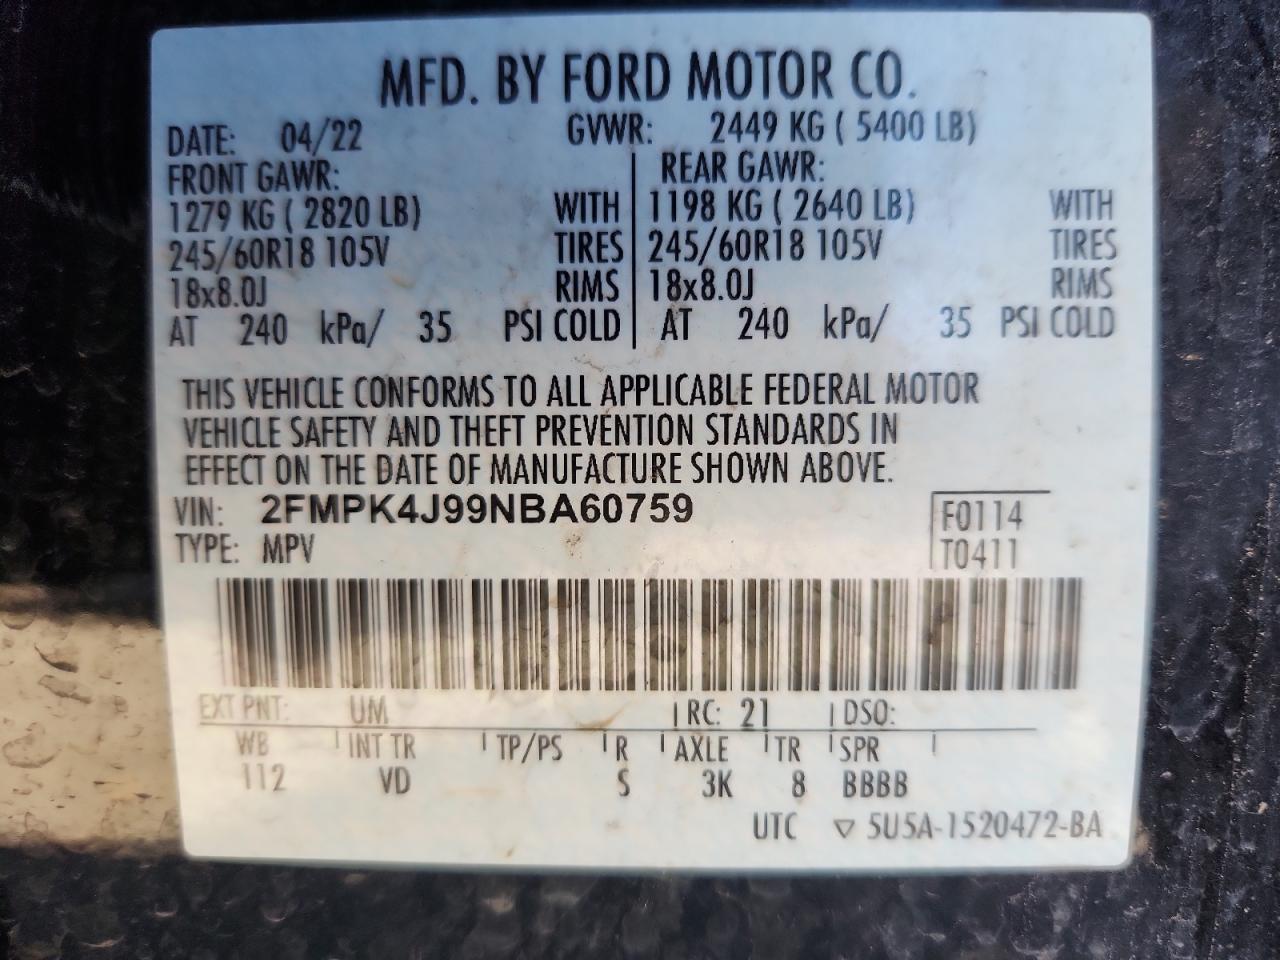 MFD. BY FORD MOTOR CO.
DATE: 04/22 GVWR: 2449 KG ( 5400 LB)
FRONT GAWR: REAR GAWR:
1279 KG ( 2820 LB) WITH 1198 KG ( 2640 LB) WITH
245/60R18 105V TIRES 245/60R18 105V TIRES
18x8.0J RIMS 18x8.0J RIMS
AT 240 kPa/ 35 PSI COLD AT 240 kPa/ 35 PSI COLD
THIS VEHICLE CONFORMS TO ALL APPLICABLE FEDERAL MOTOR
VEHICLE SAFETY AND THEFT PREVENTION STANDARDS IN
EFFECT ON THE DATE OF MANUFACTURE SHOWN ABOVE.
VIN: 2FMPK4J99NBA60759 F0114
TYPE: MPV T0411
EXT PNT: UM RC: 21 DSO:
WB INT TR TP/PS R AXLE TR SPR
112 VD S 3K 8 BBBB
UTC ▽ 5U5A-1520472-BA